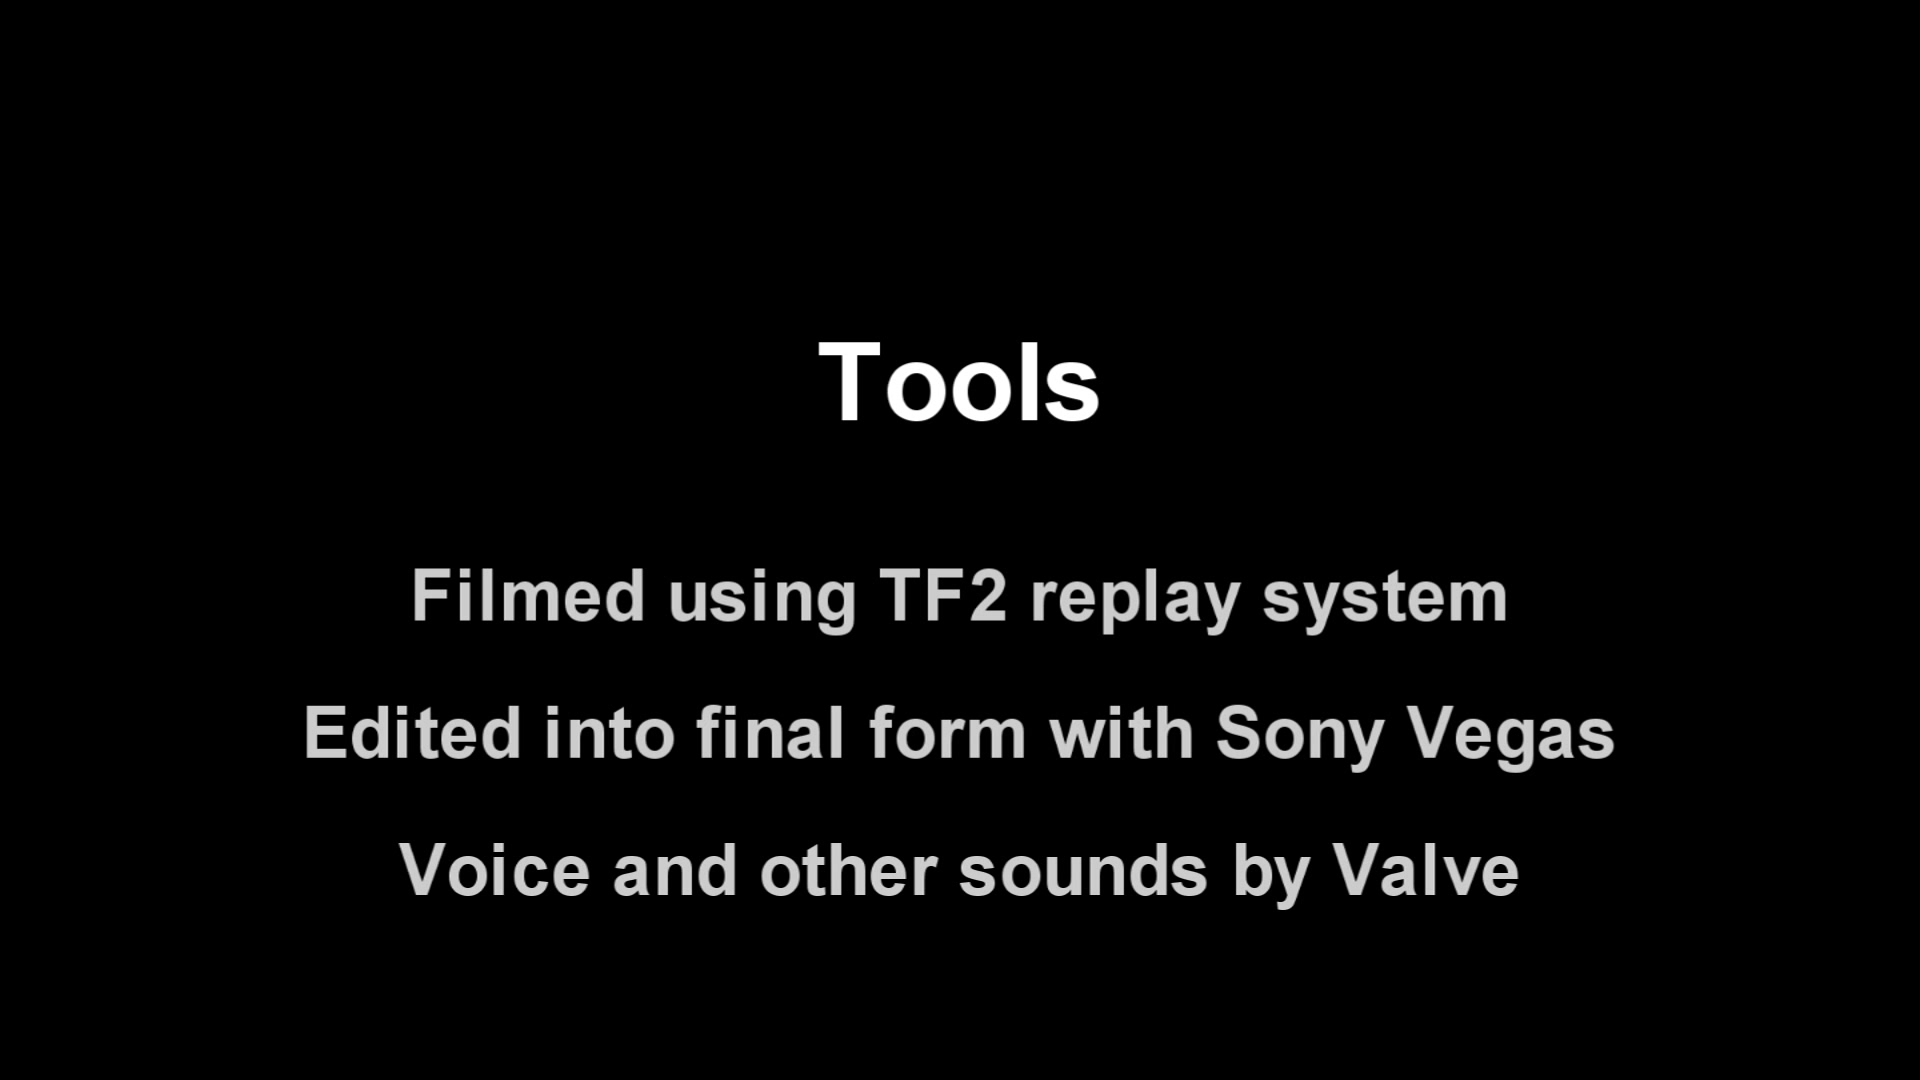 Tools
Filmed using TF2 replay system
Edited into final form with Sony Vegas
Voice and other sounds by Valve